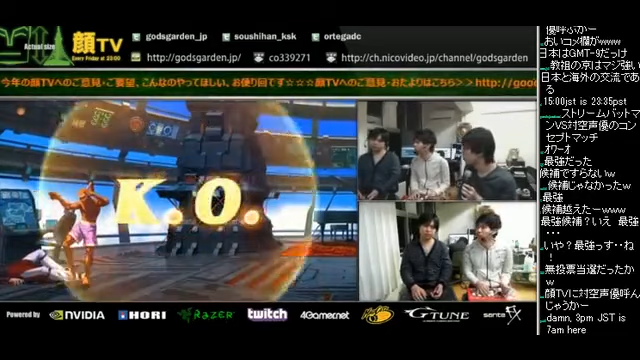 Actual size
顔TV
Every Friday at 23:00
godsgarden_jp
soushihan_ksk
ortegadc
http://godsgarden.jp/
co339271
http://ch.nicovideo.jp/channel/godsgarden
今年の顔TVへのご意見・ご要望、こんなのやってほしい、お便り回です☆☆☆顔TVへのご意見・おたよりはこちら>>http://good
K.O.
優呼ぶかー
おいコメ欄がwww
日本はGMT-9だっけ
教祖の京はマジ強い
日本と海外の交流である
15:00jst is 23:35pst
ストリームバットマンVS対空声優のコンセプトマッチ
オワーオ
最強だった
候補ですらないw
候補じゃなかったw
最強
候補越えたーwww
最強候補？いえ 最強・・・
いや？最強っす・・ね！
無投票当選だったかw
顔TVに対空声優呼んじゃうかー
damn, 3pm JST is 7am here
Powered by
NVIDIA
HORI
RAZER
twitch
4Gamer.net
MadCatz
G TUNE